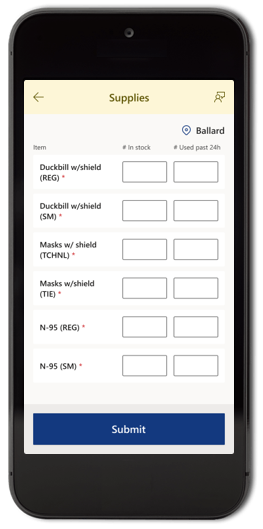 Supplies
Ballard
Item # In stock # Used past 24h
Duckbill w/shield
(REG) *
Duckbill w/shield
(SM) *
Masks w/ shield
(TCHNL) *
Masks w/shield
(TIE) *
N-95 (REG) *
N-95 (SM) *
Submit